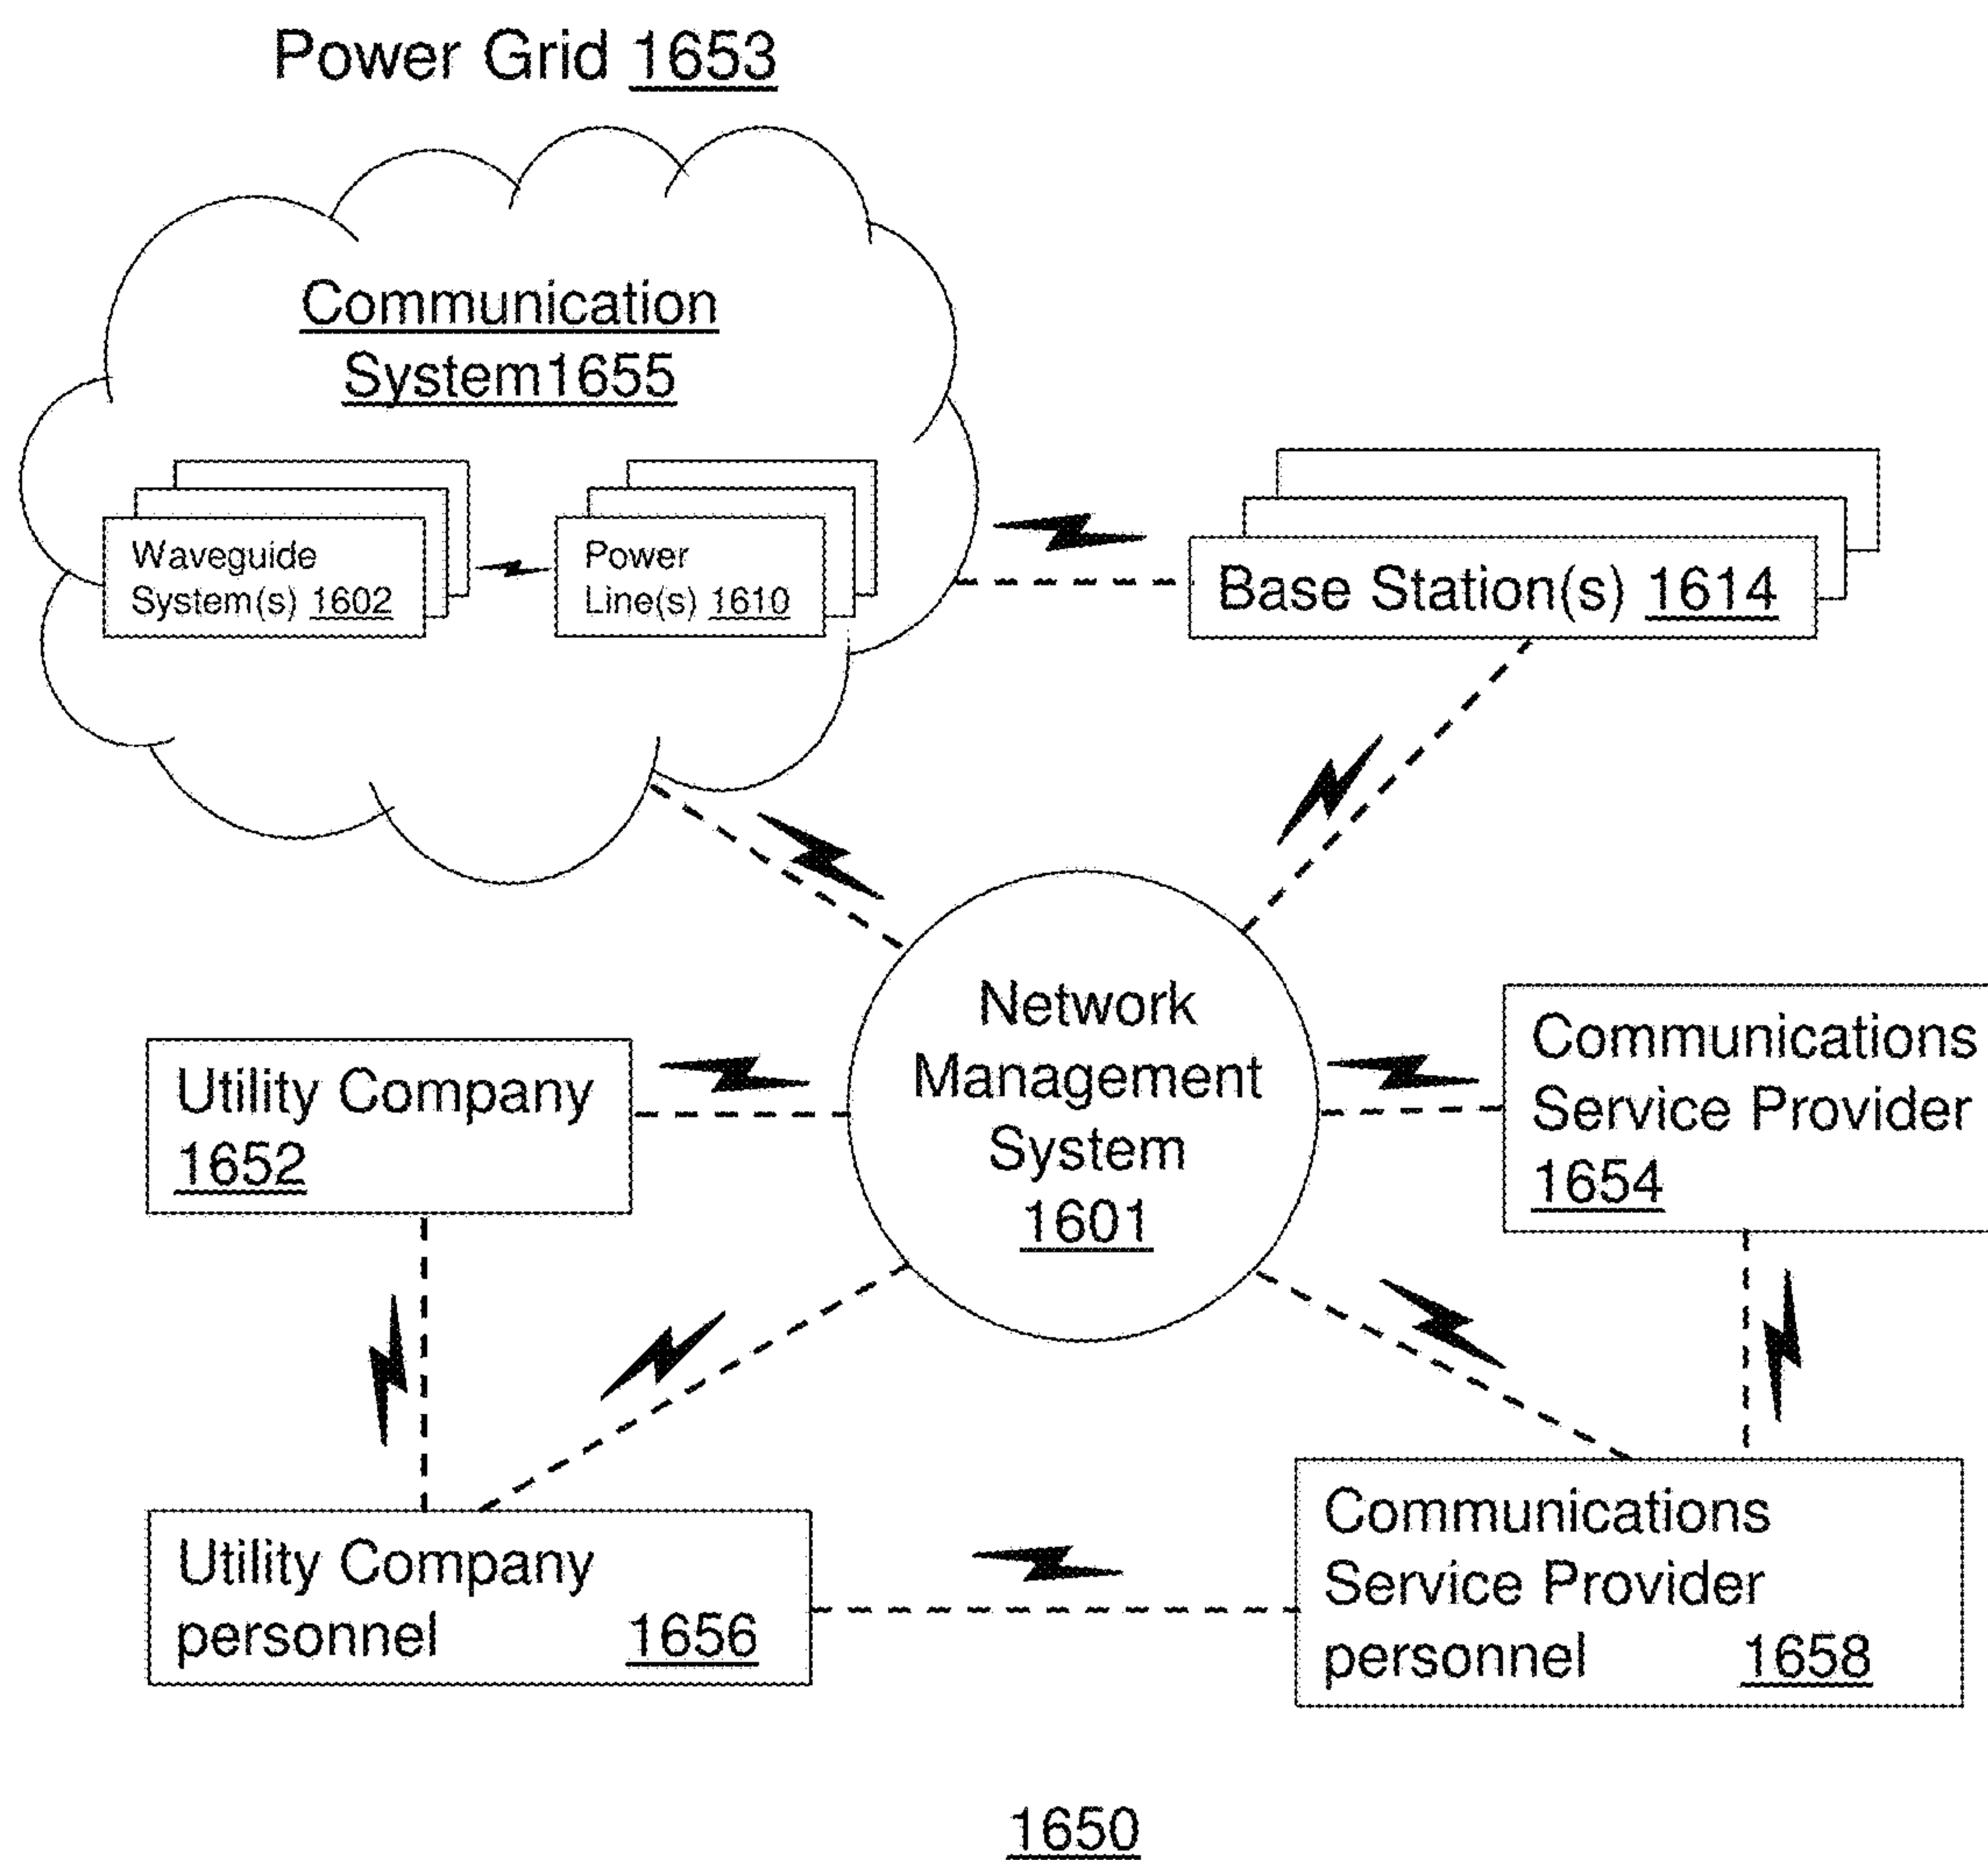 Power Grid 1653
Communication
System1655
Waveguide
System(s) 1602
Power
Line(s) 1610
Base Station(s) 1614
Network
Management
System
1601
Utility Company
1652
Communications
Service Provider
1654
Utility Company
personnel 1656
Communications
Service Provider
personnel 1658
1650